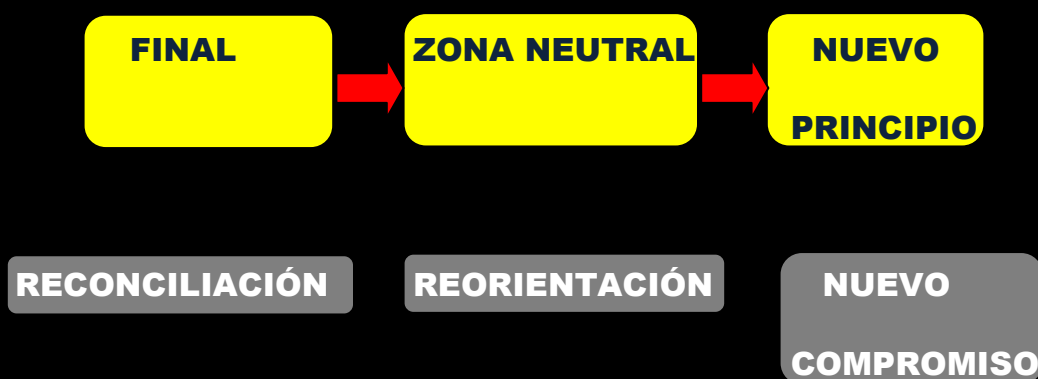 FINAL
ZONA NEUTRAL
NUEVO
PRINCIPIO
RECONCILIACIÓN
REORIENTACIÓN
NUEVO
COMPROMISO